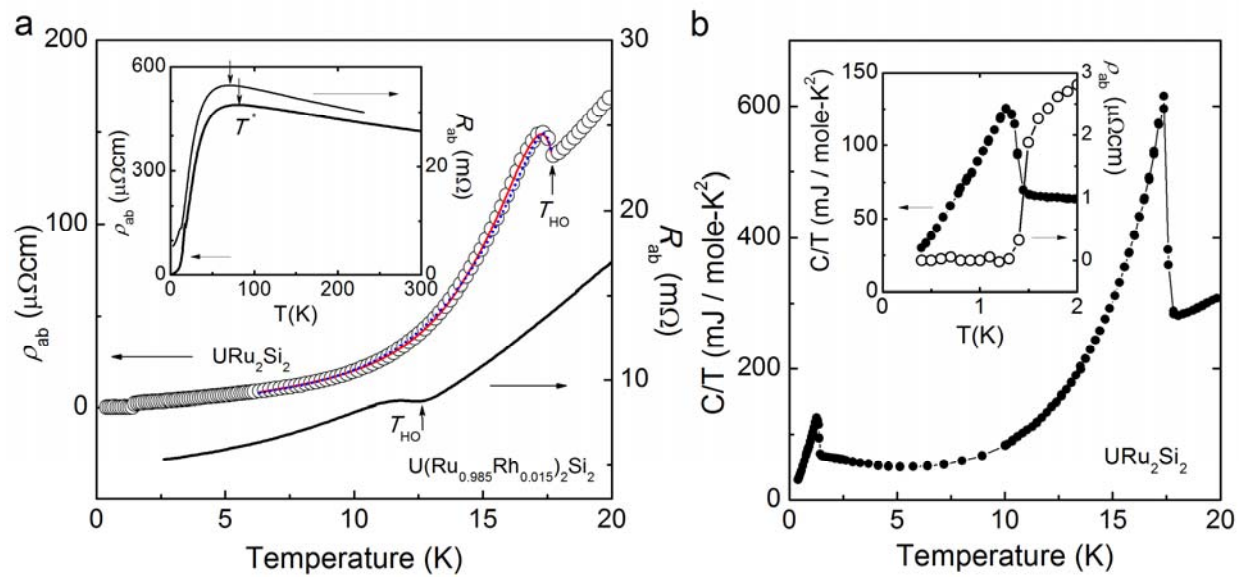 a
200
100
0
ρab (μΩcm)
30
20
10
Rab (mΩ)
600
300
0
ρab (μΩcm)
20
0
Rab (mΩ)
T*
0 100 200 300
T(K)
THO
URu2Si2
THO
U(Ru0.985Rh0.015)2Si2
0 5 10 15 20
Temperature (K)
b
600
400
200
0
C/T (mJ / mole-K2)
150
125
100
75
50
25
0
C/T (mJ / mole-K2)
3
2
1
0
ρab (μΩcm)
0 1 2
T(K)
URu2Si2
0 5 10 15 20
Temperature (K)